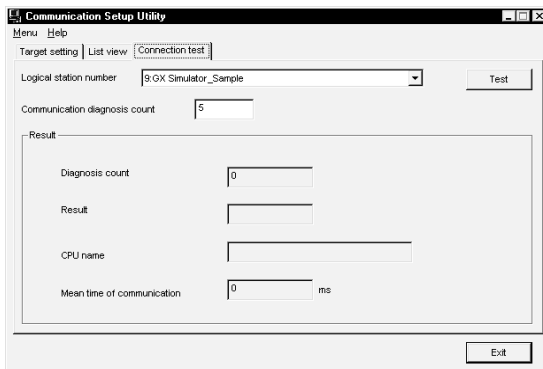 Communication Setup Utility
Menu Help
Target setting List view Connection test
Logical station number 9:GX Simulator_Sample Test
Communication diagnosis count 5
Result
Diagnosis count 0
Result
CPU name
Mean time of communication 0 ms
Exit